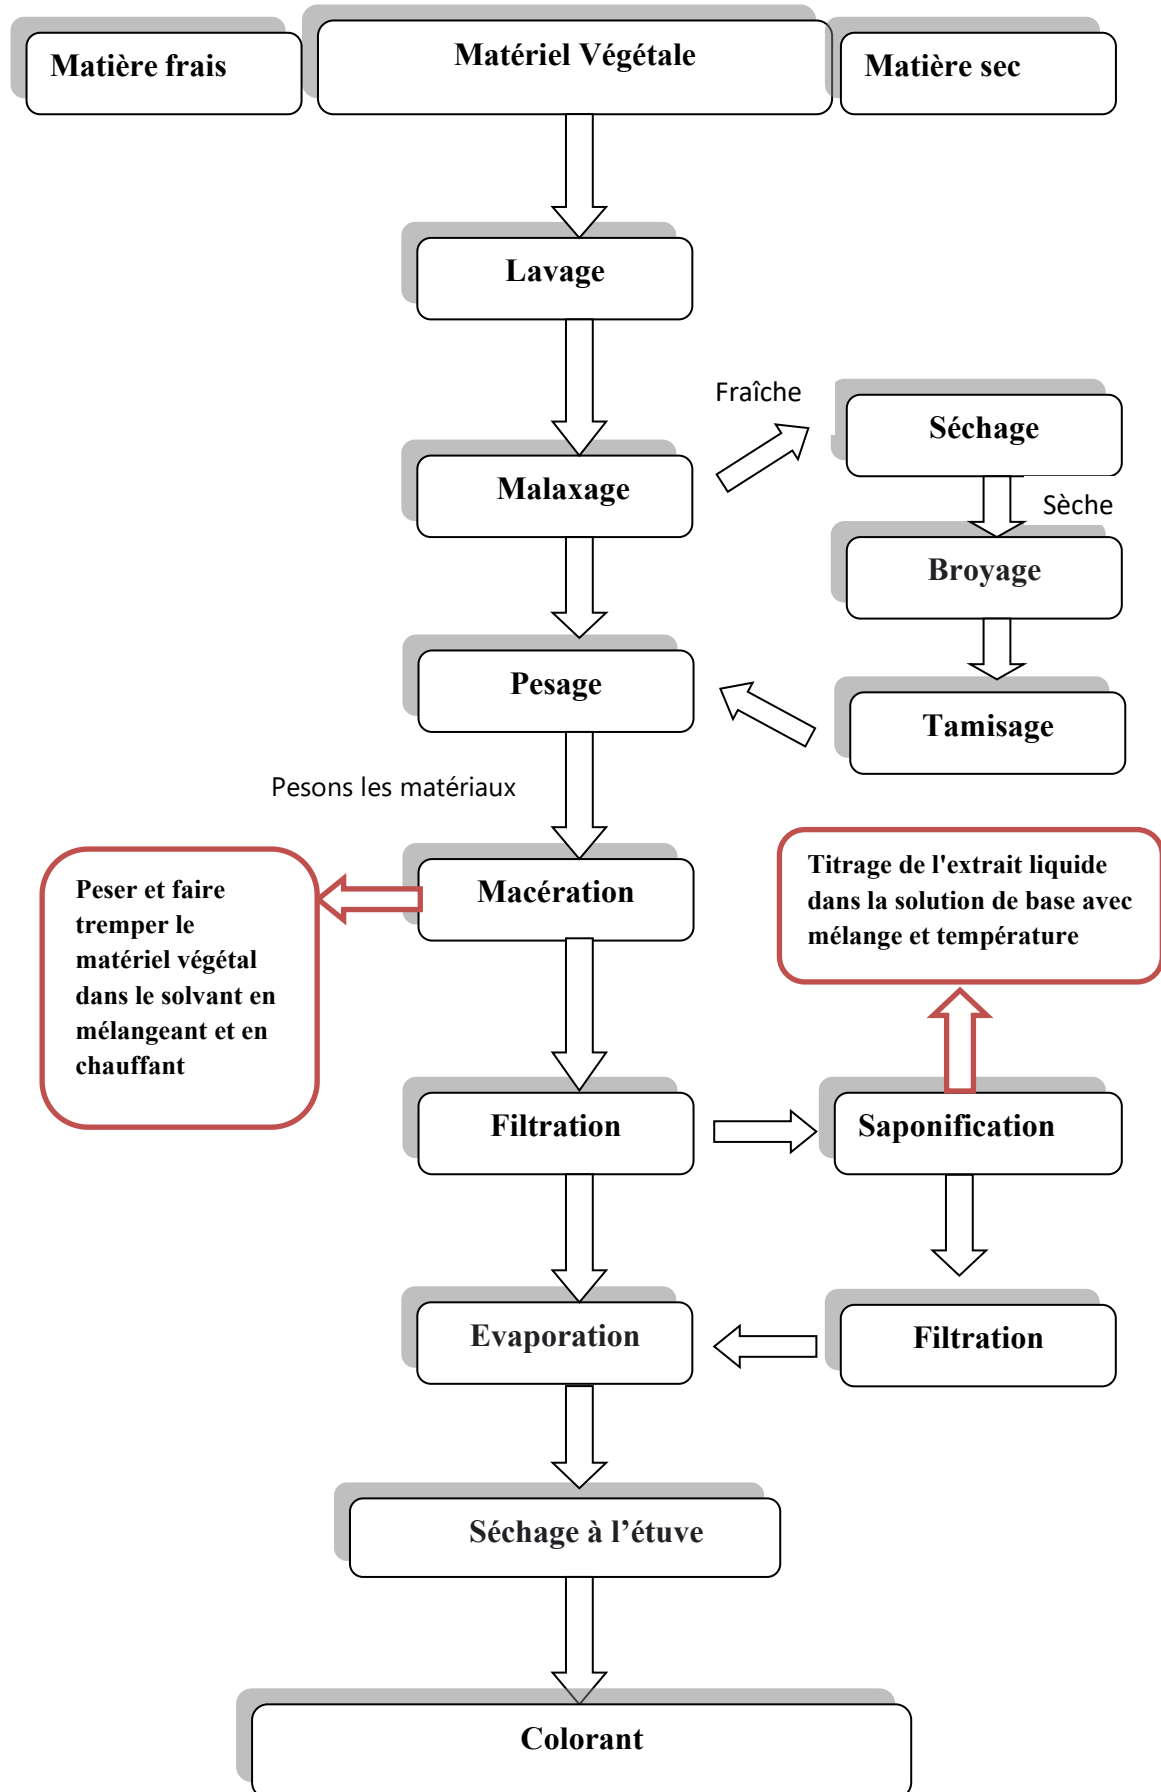 Matière frais
Matériel Végétale
Matière sec
Lavage
Fraîche
Séchage
Malaxage
Sèche
Broyage
Pesage
Tamisage
Pesons les matériaux
Peser et faire
tremper le
matériel végétal
dans le solvant en
mélangeant et en
chauffant
Macération
Titrage de l'extrait liquide
dans la solution de base avec
mélange et température
Filtration
Saponification
Evaporation
Filtration
Séchage à l’étuve
Colorant